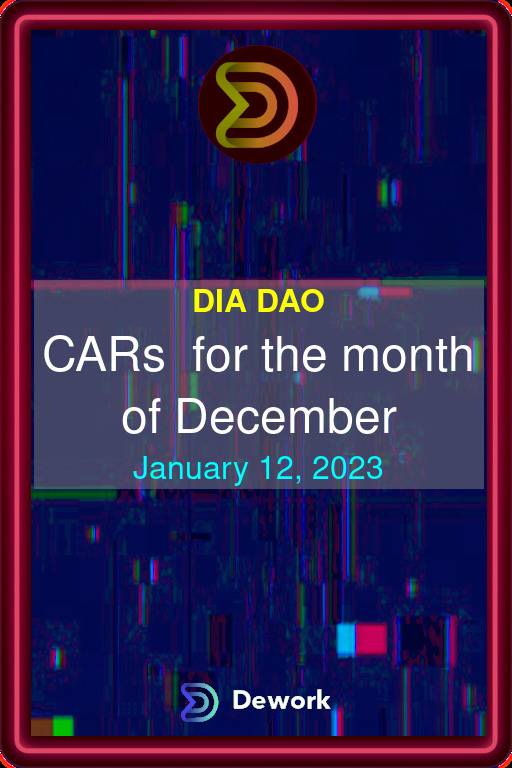 DIA DAO
CARs  for the month
of December
January 12, 2023
Dework